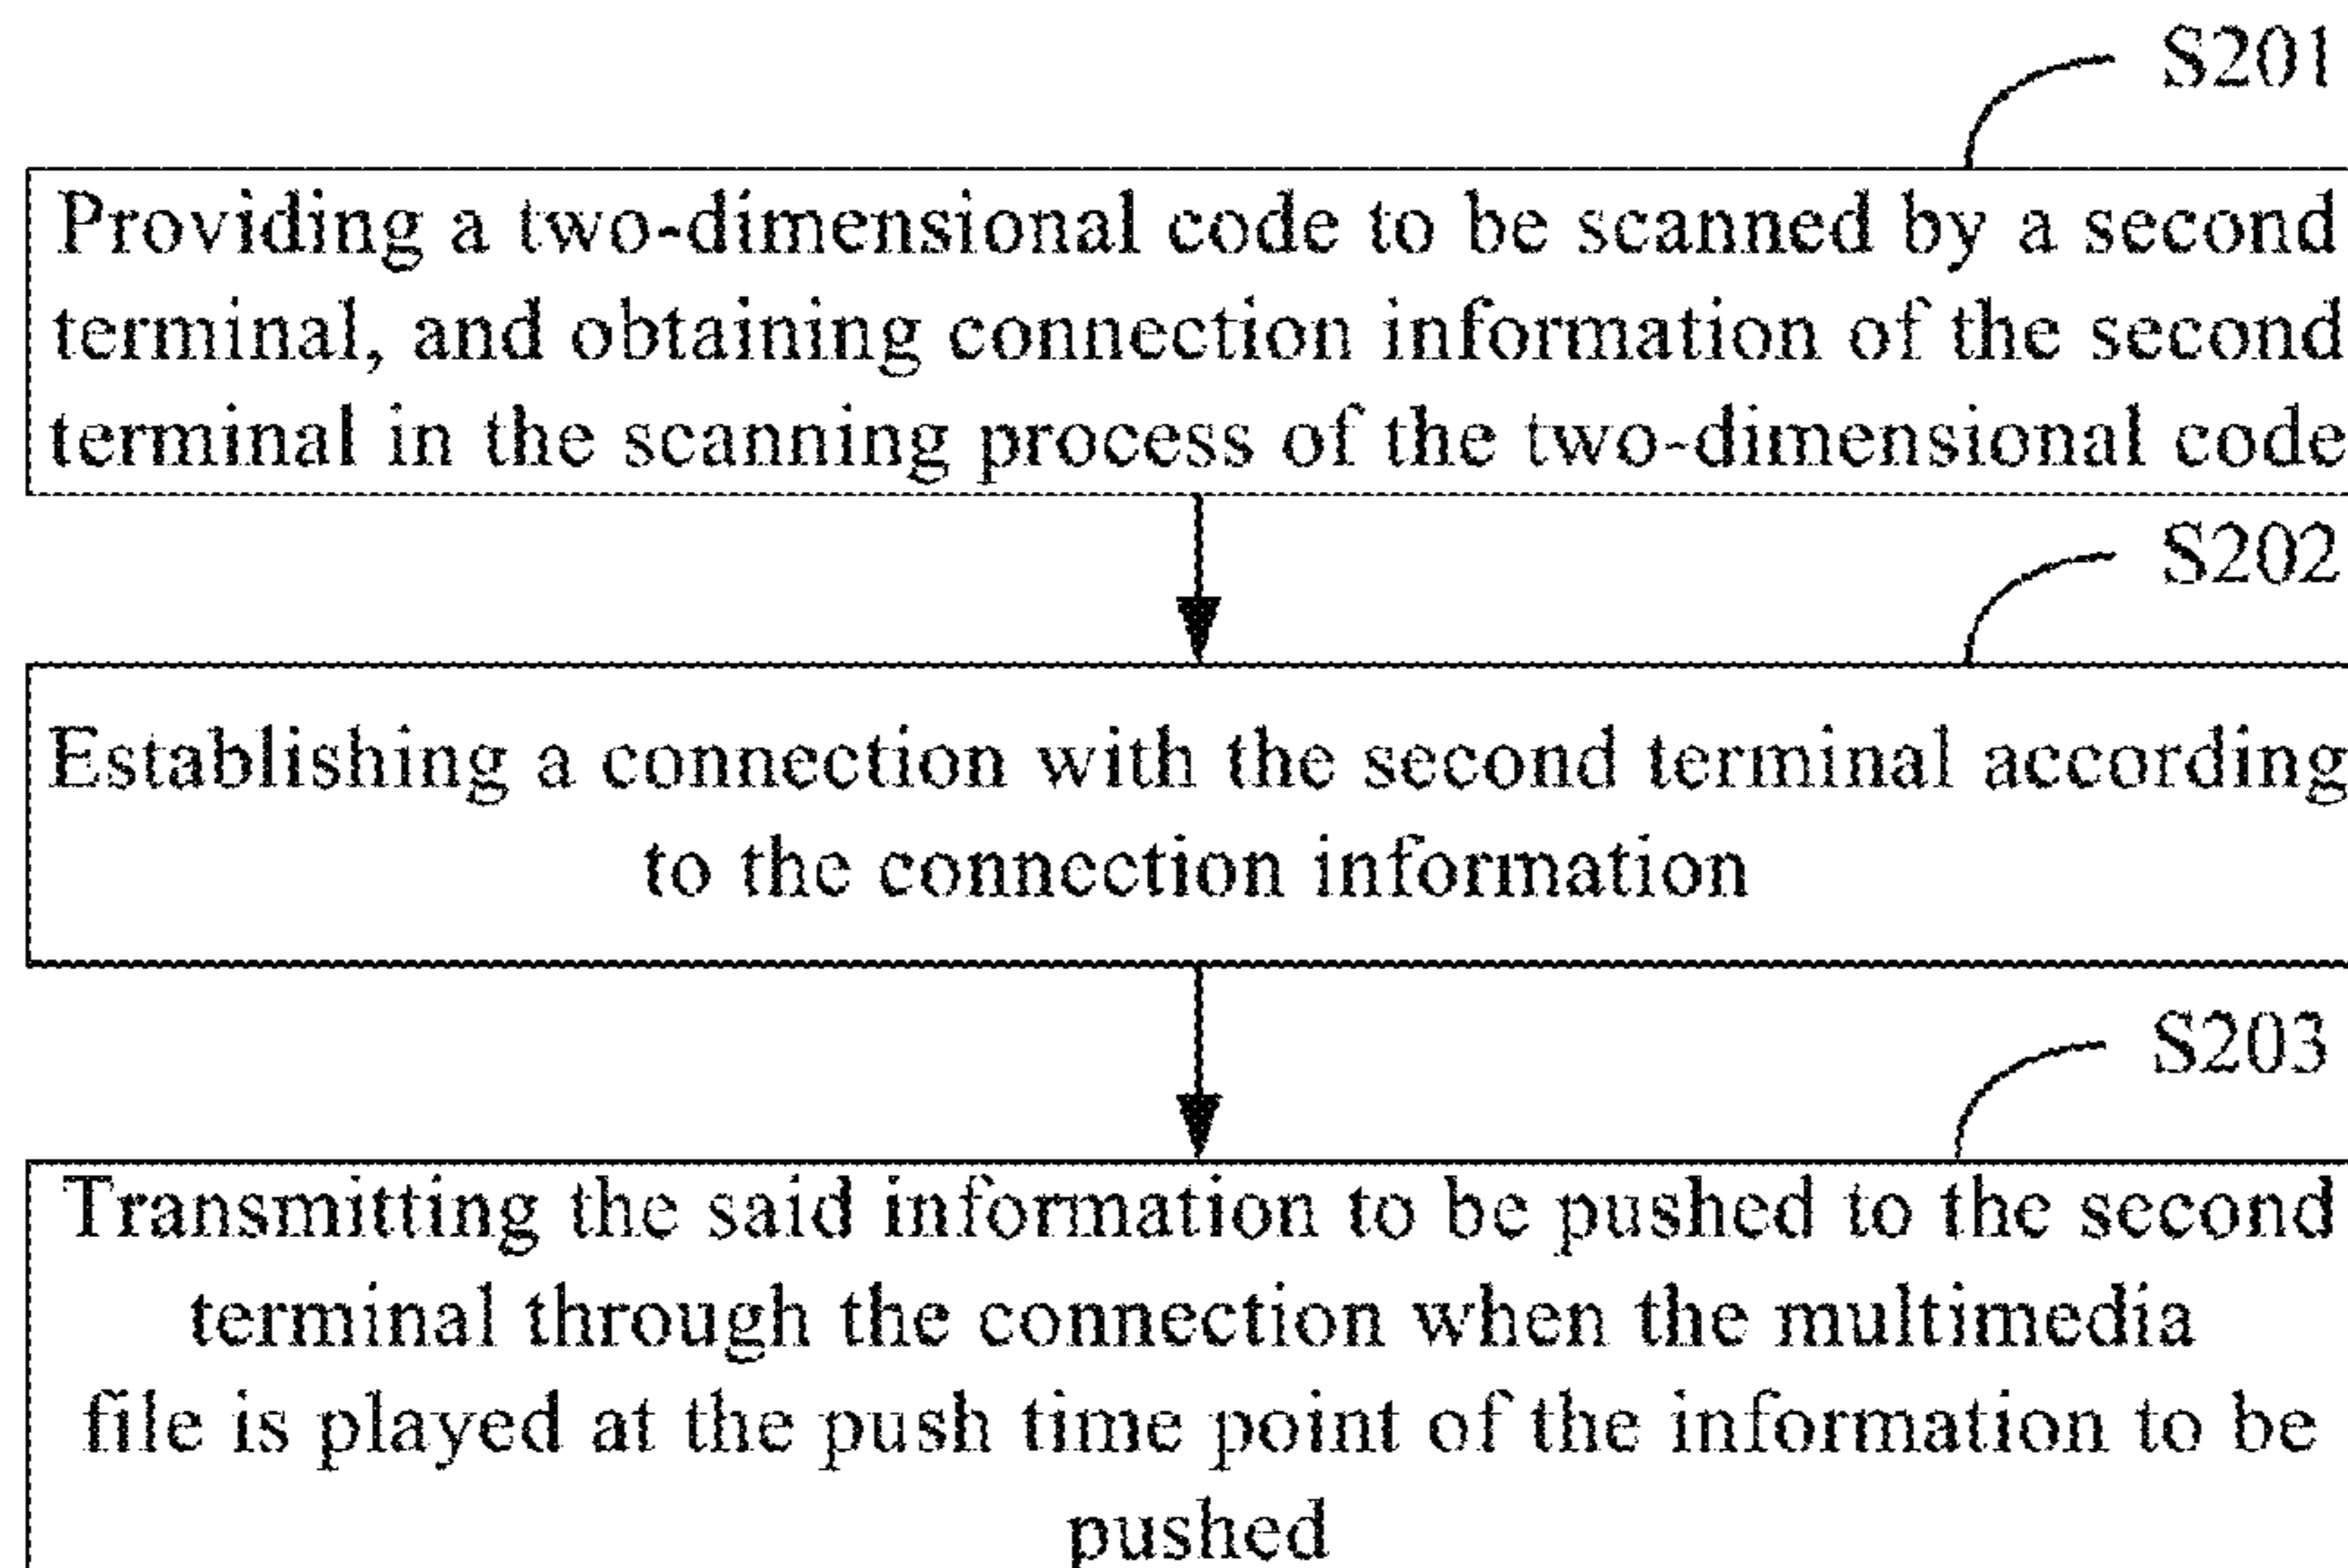 S201
Providing a two-dimensional code to be scanned by a second
terminal, and obtaining connection information of the second
terminal in the scanning process of the two-dimensional code
S202
Establishing a connection with the second terminal according
to the connection information
S203
Transmitting the said information to be pushed to the second
terminal through the connection when the multimedia
file is played at the push time point of the information to be
pushed